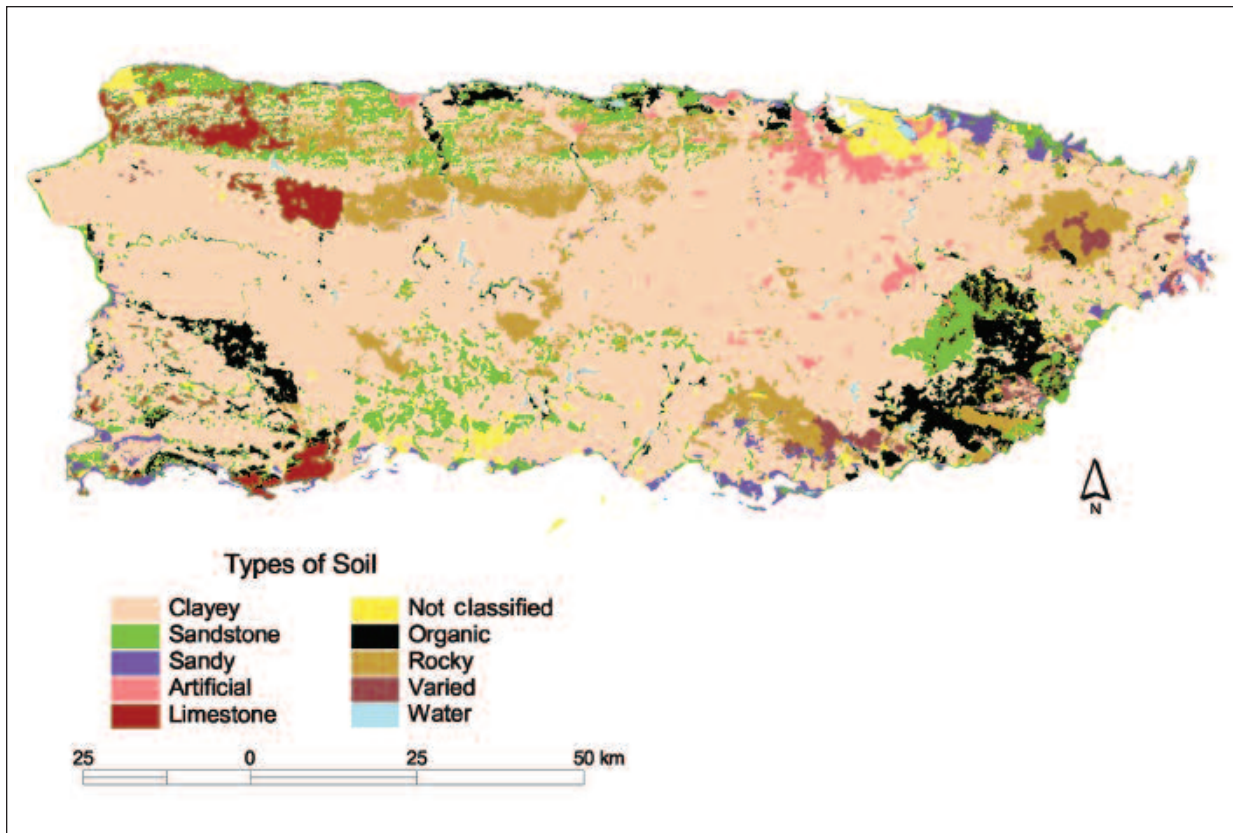 N
Types of Soil
Clayey
Sandstone
Sandy
Artificial
Limestone
Not classified
Organic
Rocky
Varied
Water
25 0 25 50 km